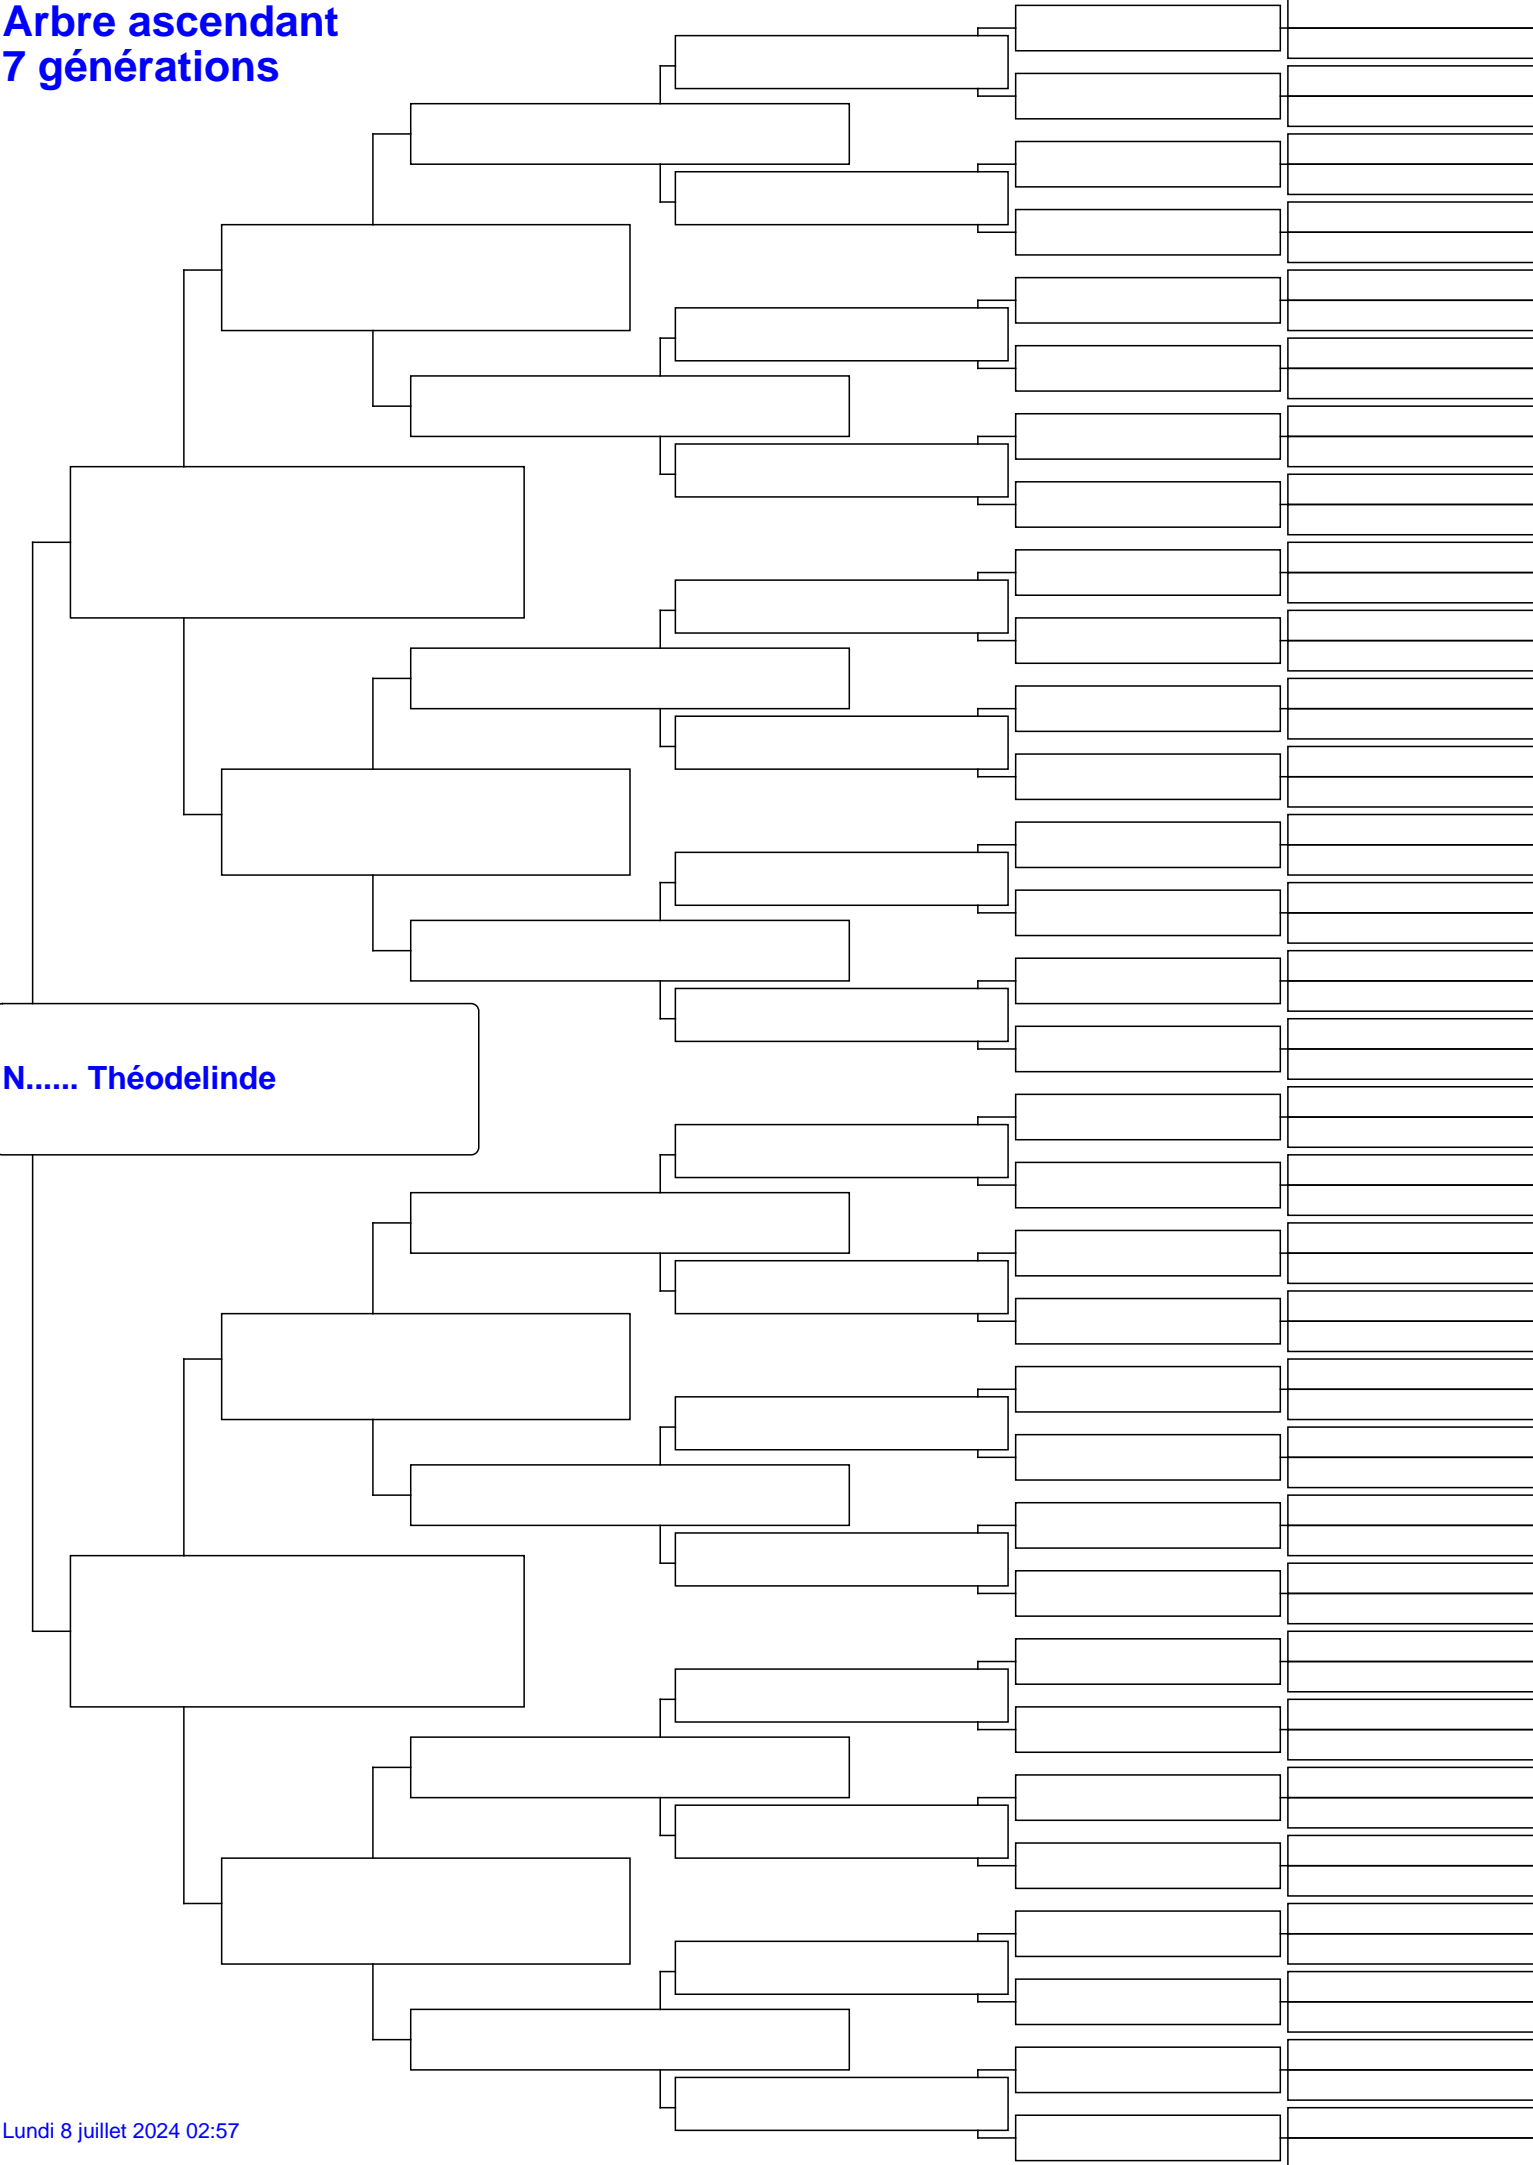 Arbre ascendant
7 générations
N...... Théodelinde
Lundi 8 juillet 2024 02:57